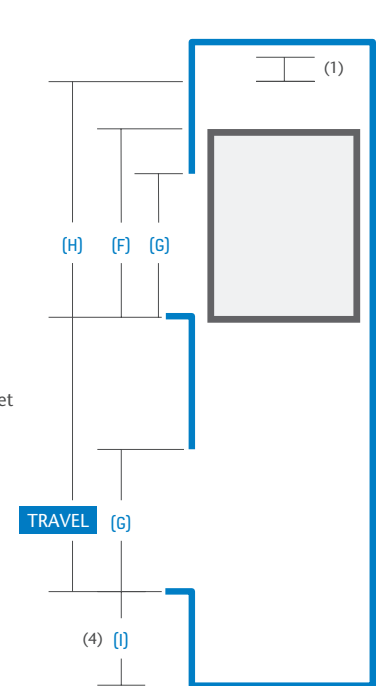 (1)
(H) (F) (G)
et
TRAVEL (G)
(4) (I)